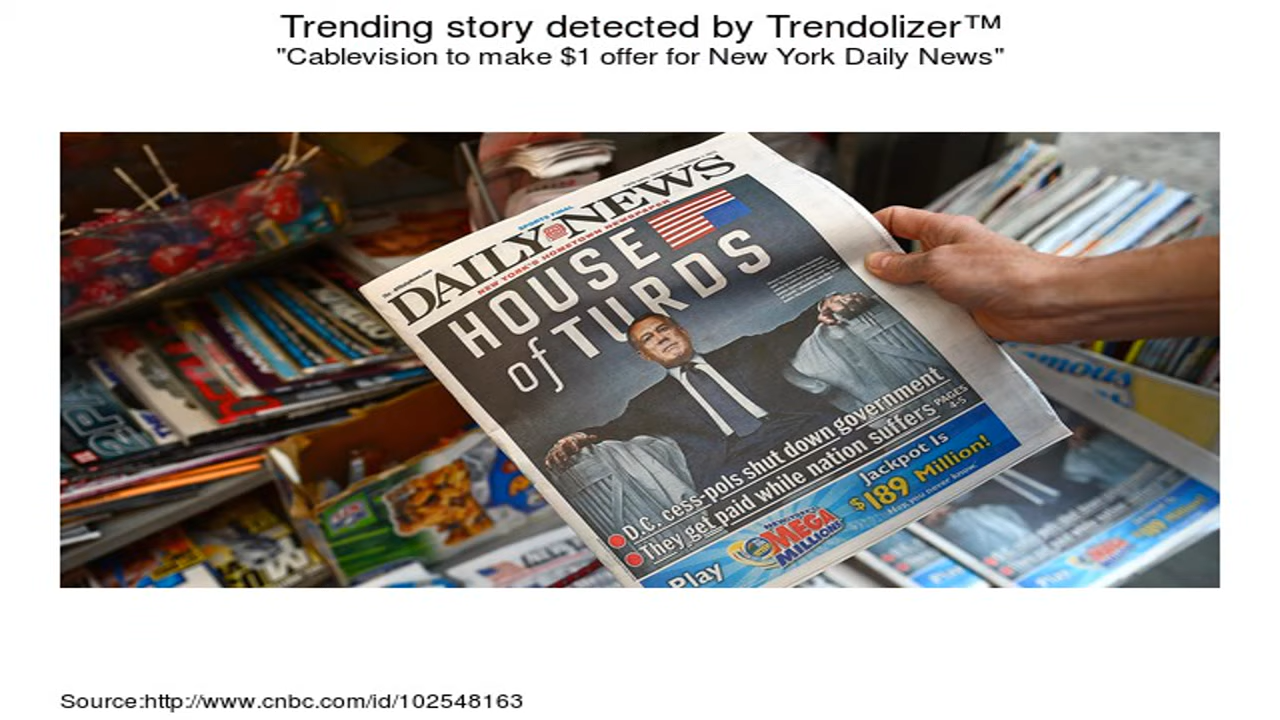 Trending story detected by Trendolizer™
"Cablevision to make $1 offer for New York Daily News"
SPORTS FINAL
DAILY NEWS
NEW YORK'S HOMETOWN NEWSPAPER
HOUSE
of TURDS
D.C. cess-pols shut down government
They get paid while nation suffers PAGES
4-5
Jackpot Is
Play MEGA MILLIONS $189 Million!
Hey, you never know.
Source:http://www.cnbc.com/id/102548163